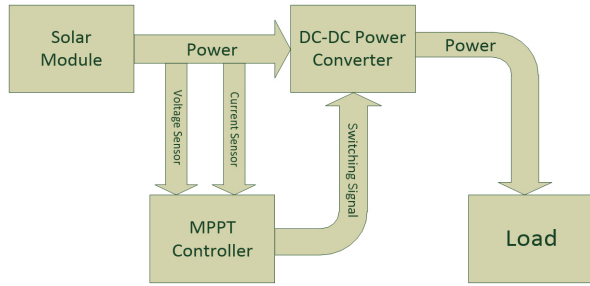 Solar
Module
Power
DC-DC Power
Converter
Power
Voltage Sensor
Current Sensor
Switching Signal
MPPT
Controller
Load